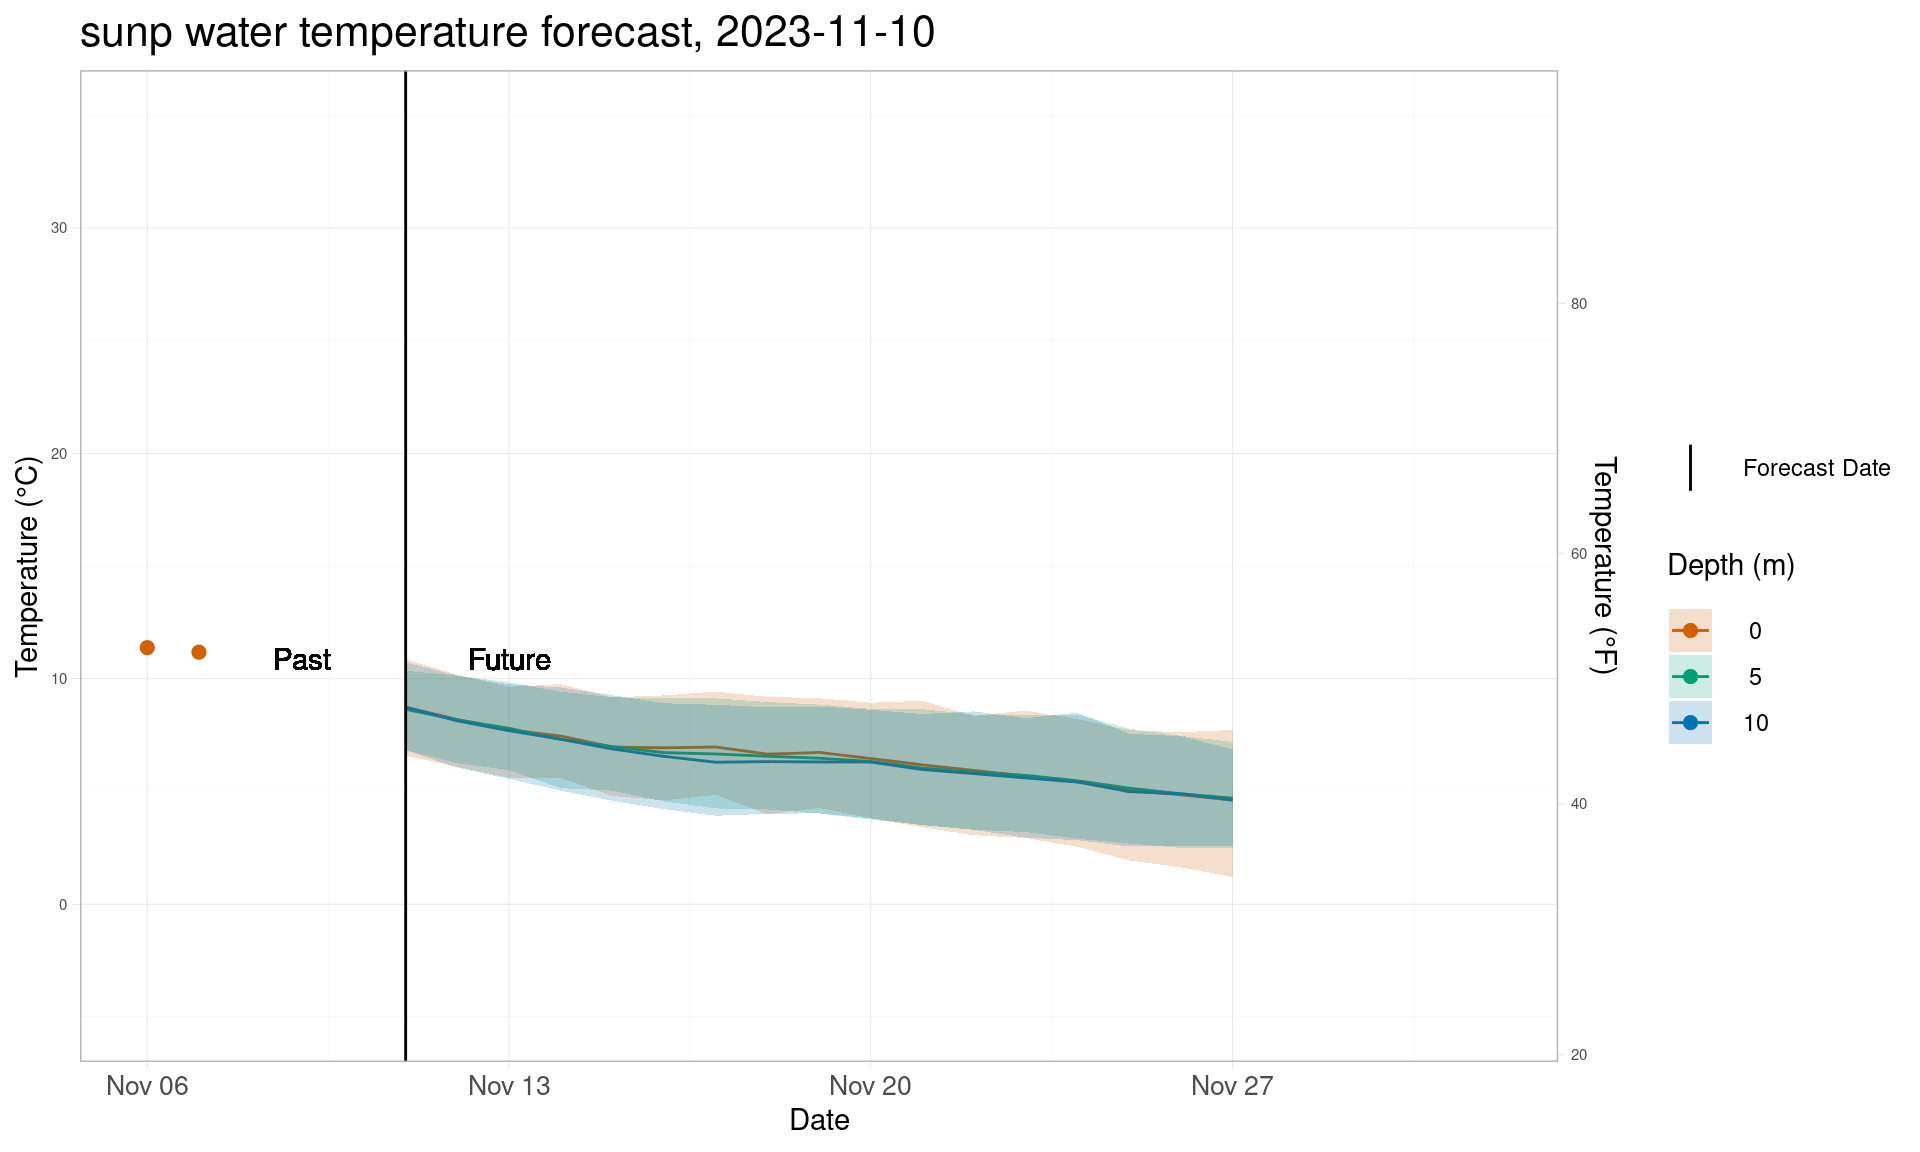 sunp water temperature forecast, 2023-11-10
Temperature (°C)
30
20
10
0
Past
Future
Nov 06
Nov 13
Nov 20
Nov 27
Date
80
60
40
20
Temperature (°F)
Forecast Date
Depth (m)
0
5
10